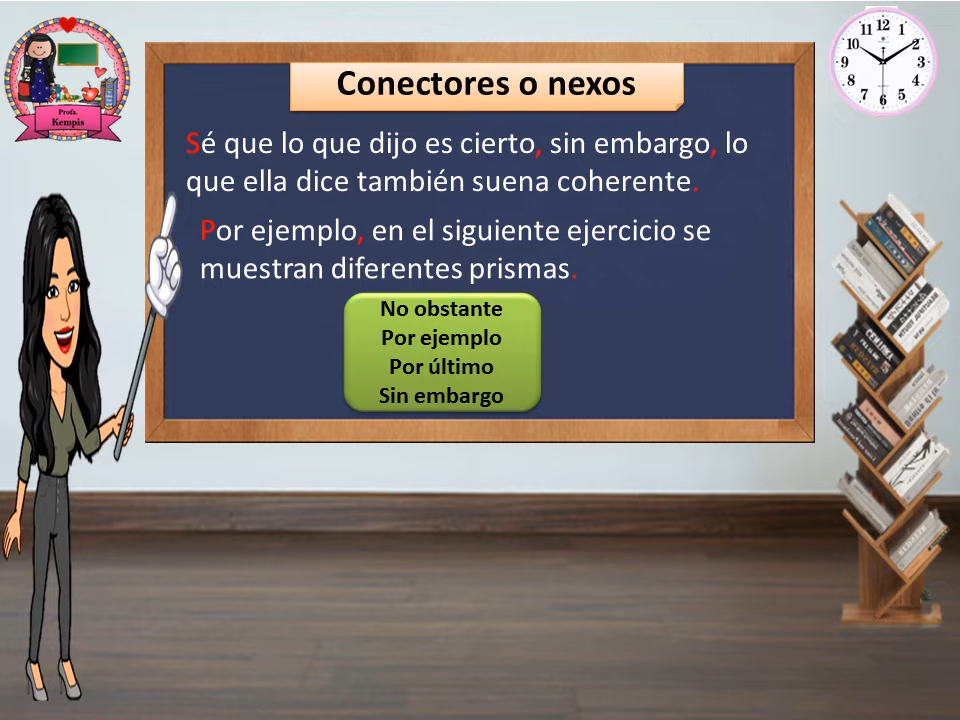 Profa.
Kempis
Conectores o nexos
Sé que lo que dijo es cierto, sin embargo, lo
que ella dice también suena coherente.
Por ejemplo, en el siguiente ejercicio se
muestran diferentes prismas.
No obstante
Por ejemplo
Por último
Sin embargo
12
1
2
3
4
5
6
7
8
9
10
11